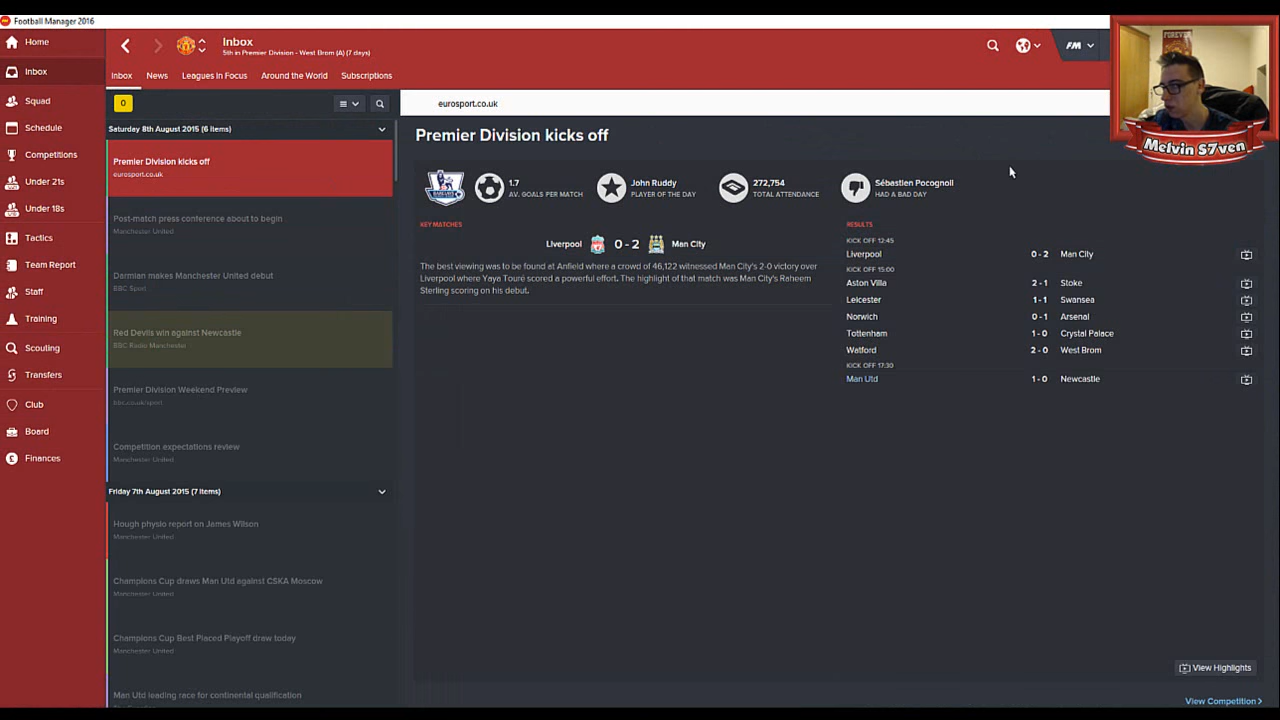 Football Manager 2016
Home
Inbox
Squad
Schedule
Competitions
Under 21s
Under 18s
Tactics
Team Report
Staff
Training
Scouting
Transfers
Club
Board
Finances
Inbox
5th in Premier Division - West Brom (A) (7 days)
FM
Inbox News Leagues In Focus Around the World Subscriptions
0
Saturday 8th August 2015 (6 items)
Premier Division kicks off
eurosport.co.uk
Post-match press conference about to begin
Manchester United
Darmian makes Manchester United debut
BBC Sport
Red Devils win against Newcastle
BBC Radio Manchester
Premier Division Weekend Preview
bbc.co.uk/sport
Competition expectations review
Manchester United
Friday 7th August 2015 (7 items)
Hough physio report on James Wilson
Manchester United
Champions Cup draws Man Utd against CSKA Moscow
Manchester United
Champions Cup Best Placed Playoff draw today
Manchester United
Man Utd leading race for continental qualification
eurosport.co.uk
Premier Division kicks off
1.7
AV. GOALS PER MATCH
John Ruddy
PLAYER OF THE DAY
272,754
TOTAL ATTENDANCE
Sébastien Pocognoli
HAD A BAD DAY
KEY MATCHES
Liverpool 0 - 2 Man City
The best viewing was to be found at Anfield where a crowd of 46,122 witnessed Man City's 2-0 victory over
Liverpool where Yaya Touré scored a powerful effort. The highlight of that match was Man City's Raheem
Sterling scoring on his debut.
RESULTS
KICK OFF 12:45
Liverpool 0 - 2 Man City
KICK OFF 15:00
Aston Villa 2 - 1 Stoke
Leicester 1 - 1 Swansea
Norwich 0 - 1 Arsenal
Tottenham 1 - 0 Crystal Palace
Watford 2 - 0 West Brom
KICK OFF 17:30
Man Utd 1 - 0 Newcastle
View Highlights
View Competition >
FOREVER
Melvin S7ven